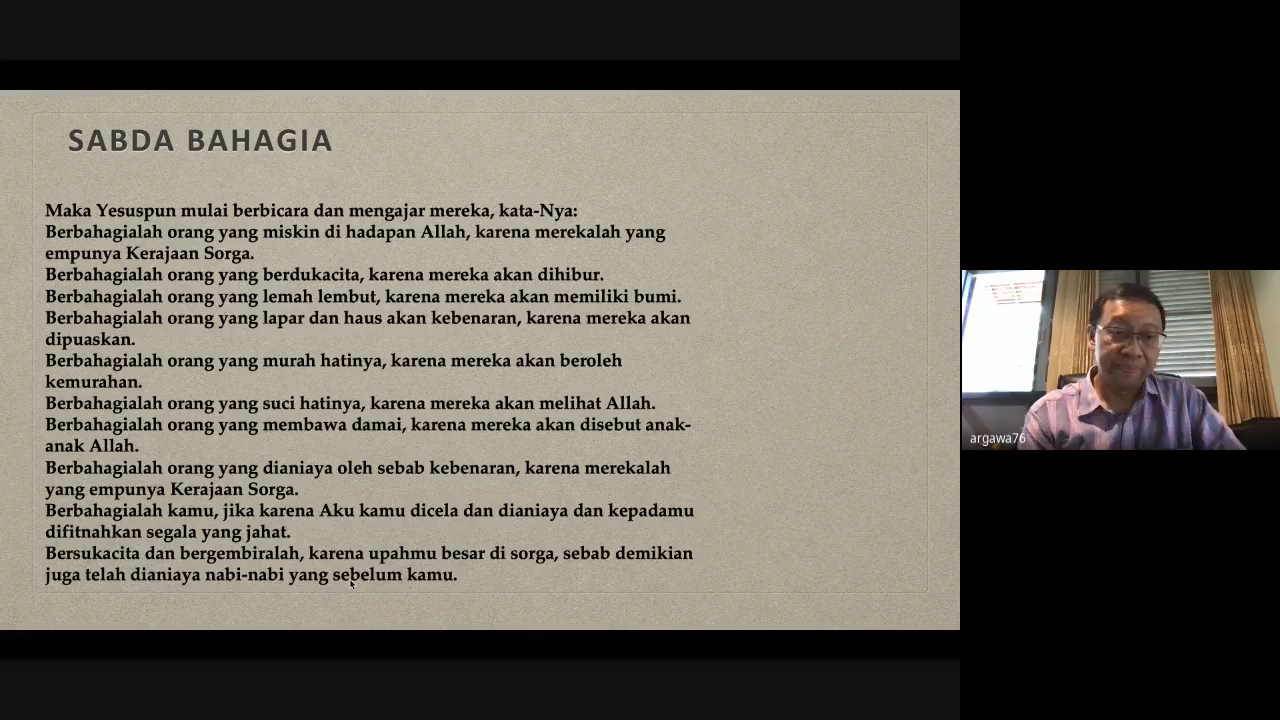 SABDA BAHAGIA
Maka Yesuspun mulai berbicara dan mengajar mereka, kata-Nya:
Berbahagialah orang yang miskin di hadapan Allah, karena merekalah yang
empunya Kerajaan Sorga.
Berbahagialah orang yang berdukacita, karena mereka akan dihibur.
Berbahagialah orang yang lemah lembut, karena mereka akan memiliki bumi.
Berbahagialah orang yang lapar dan haus akan kebenaran, karena mereka akan
dipuaskan.
Berbahagialah orang yang murah hatinya, karena mereka akan beroleh
kemurahan.
Berbahagialah orang yang suci hatinya, karena mereka akan melihat Allah.
Berbahagialah orang yang membawa damai, karena mereka akan disebut anak-
anak Allah.
Berbahagialah orang yang dianiaya oleh sebab kebenaran, karena merekalah
yang empunya Kerajaan Sorga.
Berbahagialah kamu, jika karena Aku kamu dicela dan dianiaya dan kepadamu
difitnahkan segala yang jahat.
Bersukacita dan bergembiralah, karena upahmu besar di sorga, sebab demikian
juga telah dianiaya nabi-nabi yang sebelum kamu.
argawa76